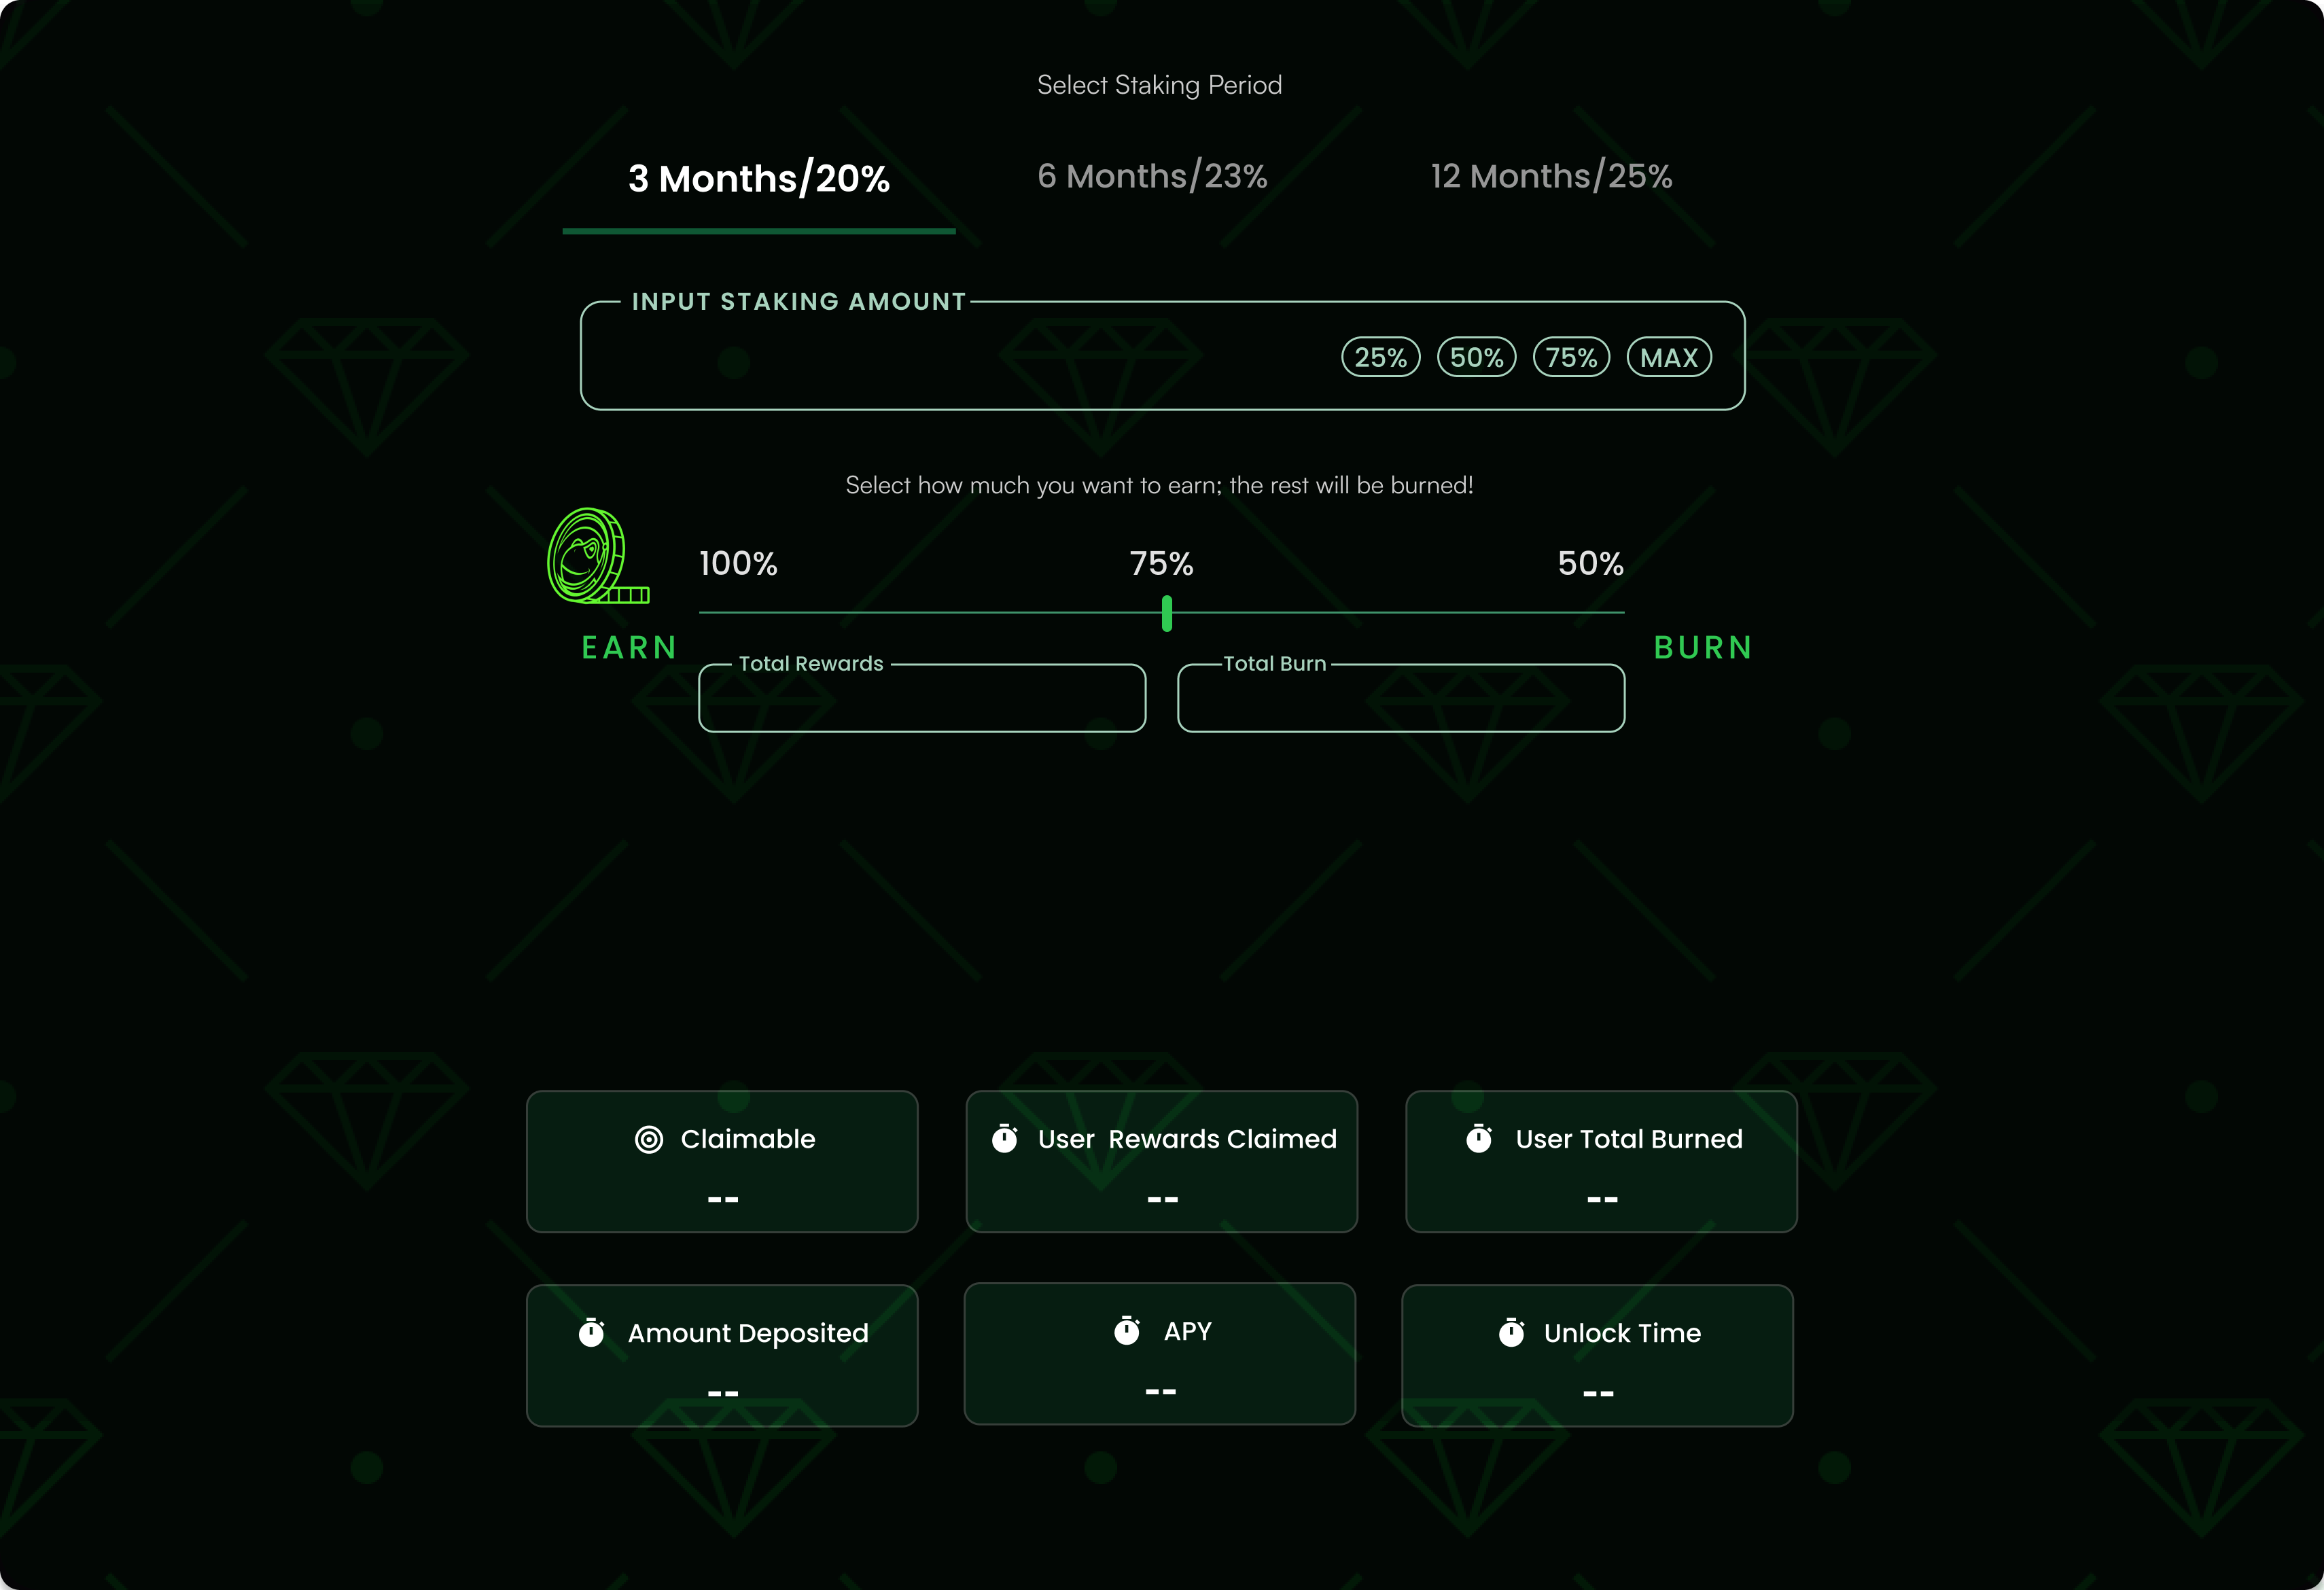 Select Staking Period
3 Months/20%
6 Months/23%
12 Months/25%
INPUT STAKING AMOUNT
25%
50%
75%
MAX
Select how much you want to earn; the rest will be burned!
100%
75%
50%
EARN
BURN
Total Rewards
Total Burn
Claimable
--
User  Rewards Claimed
--
User Total Burned
--
Amount Deposited
--
APY
--
Unlock Time
--